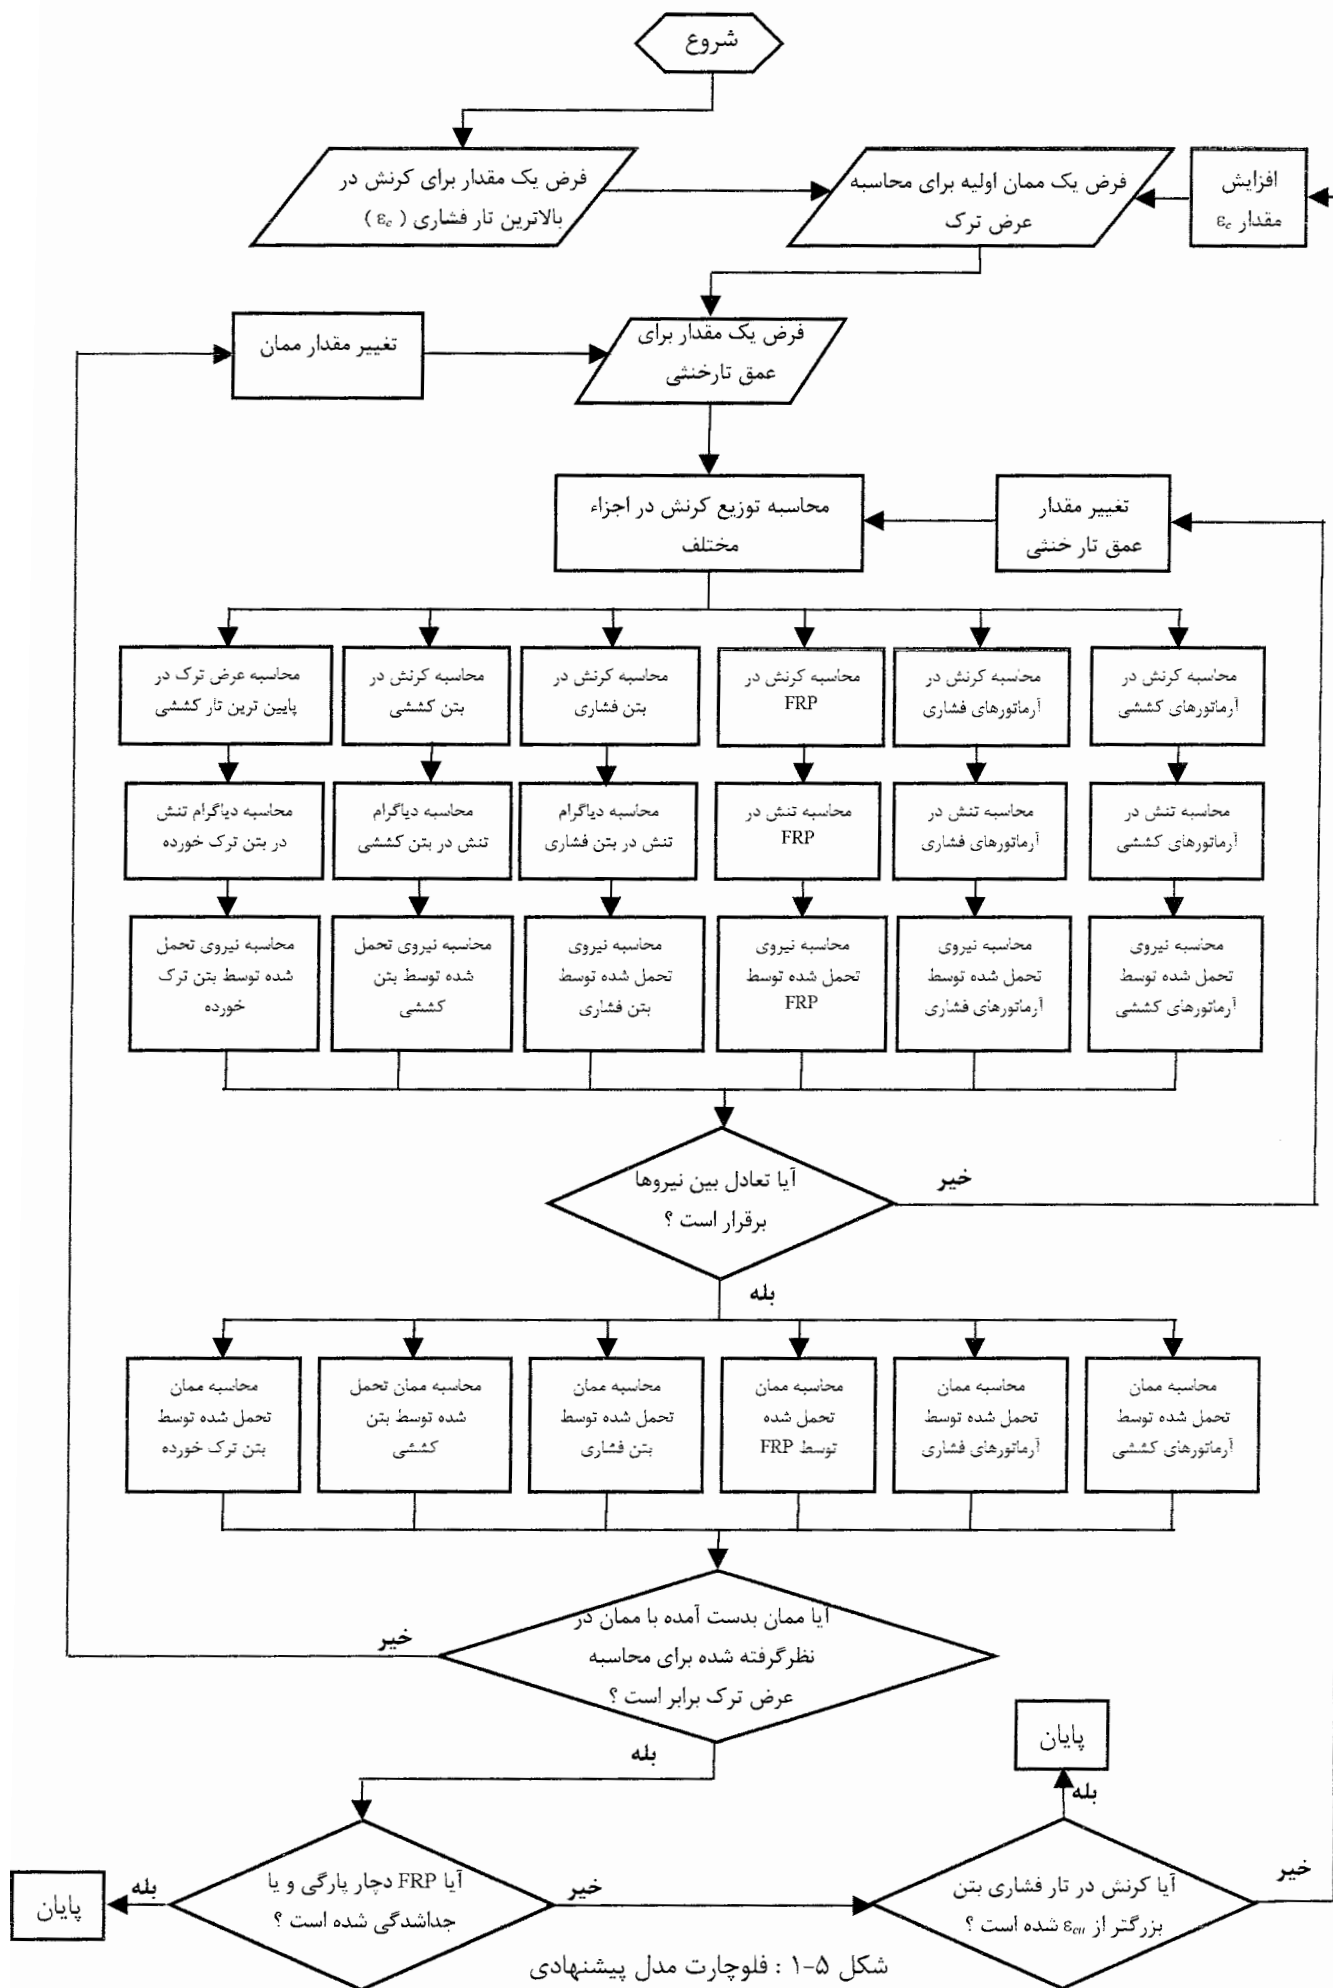 شروع
فرض یک مقدار برای کرنش در
بالاترین تار فشاری ( εc )
فرض یک ممان اولیه برای محاسبه
عرض ترک
افزایش
مقدار εc
تغییر مقدار ممان
فرض یک مقدار برای
عمق تارخنثی
محاسبه توزیع کرنش در اجزاء
مختلف
تغییر مقدار
عمق تار خنثی
محاسبه عرض ترک در
پایین ترین تار کششی
محاسبه کرنش در
بتن کششی
محاسبه کرنش در
بتن فشاری
محاسبه کرنش در
FRP
محاسبه کرنش در
آرماتورهای فشاری
محاسبه کرنش در
آرماتورهای کششی
محاسبه دیاگرام تنش
در بتن ترک خورده
محاسبه دیاگرام
تنش در بتن کششی
محاسبه دیاگرام
تنش در بتن فشاری
محاسبه تنش در
FRP
محاسبه تنش در
آرماتورهای فشاری
محاسبه تنش در
آرماتورهای کششی
محاسبه نیروی تحمل
شده توسط بتن ترک
خورده
محاسبه نیروی تحمل
شده توسط بتن
کششی
محاسبه نیروی
تحمل شده توسط
بتن فشاری
محاسبه نیروی
تحمل شده توسط
FRP
محاسبه نیروی
تحمل شده توسط
آرماتورهای فشاری
محاسبه نیروی
تحمل شده توسط
آرماتورهای کششی
آیا تعادل بین نیروها
برقرار است ؟
خیر
بله
محاسبه ممان
تحمل شده توسط
بتن ترک خورده
محاسبه ممان تحمل
شده توسط بتن
کششی
محاسبه ممان
تحمل شده توسط
بتن فشاری
محاسبه ممان
تحمل شده
توسط FRP
محاسبه ممان
تحمل شده توسط
آرماتورهای فشاری
محاسبه ممان
تحمل شده توسط
آرماتورهای کششی
آیا ممان بدست آمده با ممان در
نظرگرفته شده برای محاسبه
عرض ترک برابر است ؟
خیر
بله
پایان
بله
آیا FRP دچار پارگی و یا
جداشدگی شده است ؟
بله
پایان
خیر
آیا کرنش در تار فشاری بتن
بزرگتر از εcu شده است ؟
خیر
شکل ۵-۱ : فلوچارت مدل پیشنهادی